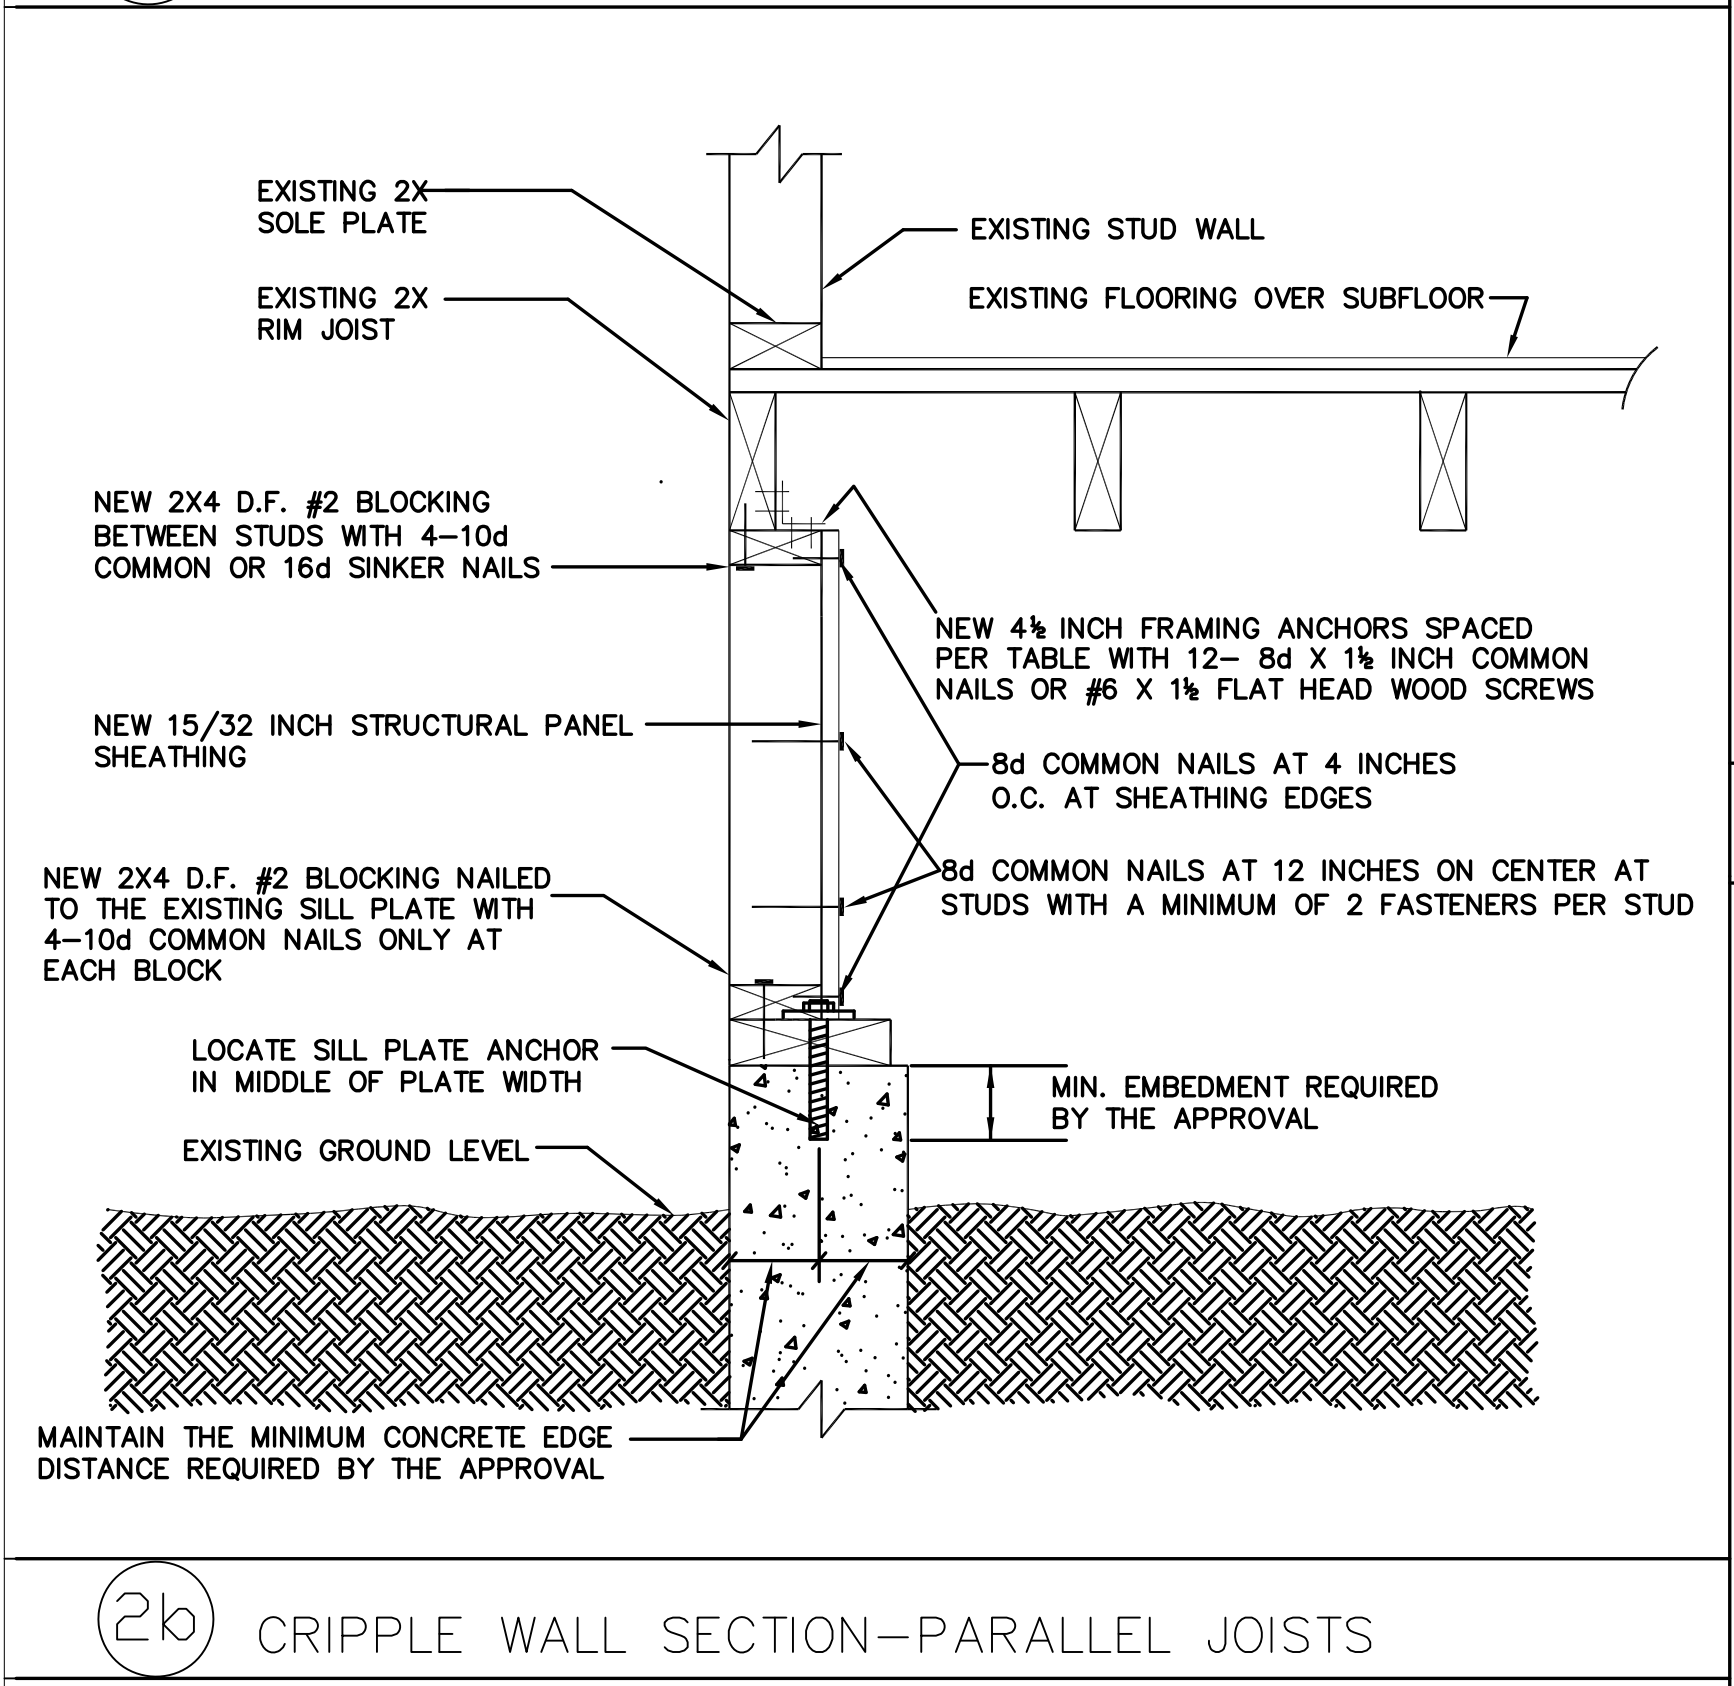 EXISTING 2X
SOLE PLATE
EXISTING STUD WALL
EXISTING 2X
RIM JOIST
EXISTING FLOORING OVER SUBFLOOR
NEW 2X4 D.F. #2 BLOCKING
BETWEEN STUDS WITH 4–10d
COMMON OR 16d SINKER NAILS
NEW 4½ INCH FRAMING ANCHORS SPACED
PER TABLE WITH 12– 8d X 1½ INCH COMMON
NAILS OR #6 X 1½ FLAT HEAD WOOD SCREWS
NEW 15/32 INCH STRUCTURAL PANEL
SHEATHING
8d COMMON NAILS AT 4 INCHES
O.C. AT SHEATHING EDGES
NEW 2X4 D.F. #2 BLOCKING NAILED
TO THE EXISTING SILL PLATE WITH
4–10d COMMON NAILS ONLY AT
EACH BLOCK
8d COMMON NAILS AT 12 INCHES ON CENTER AT
STUDS WITH A MINIMUM OF 2 FASTENERS PER STUD
LOCATE SILL PLATE ANCHOR
IN MIDDLE OF PLATE WIDTH
MIN. EMBEDMENT REQUIRED
BY THE APPROVAL
EXISTING GROUND LEVEL
MAINTAIN THE MINIMUM CONCRETE EDGE
DISTANCE REQUIRED BY THE APPROVAL
2b CRIPPLE WALL SECTION–PARALLEL JOISTS